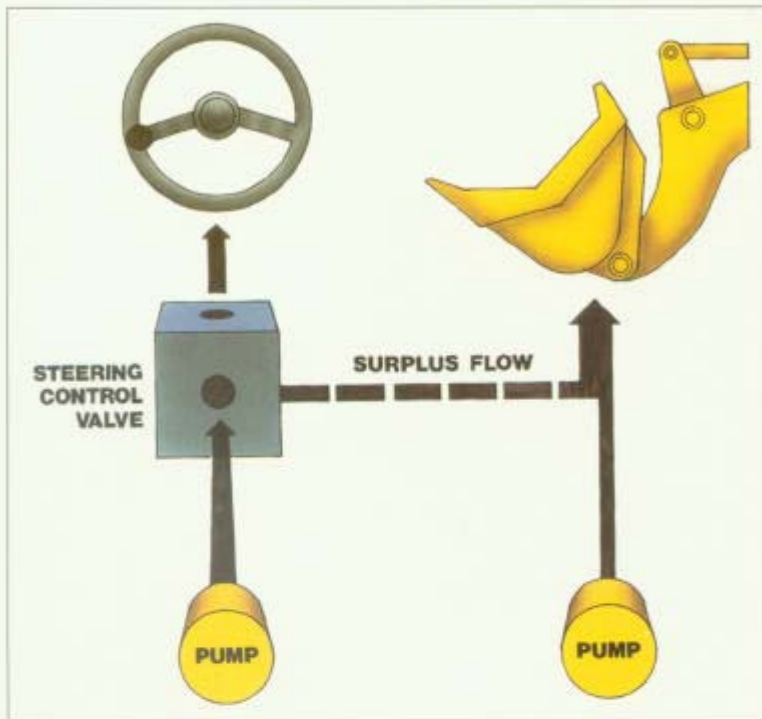 STEERING
CONTROL
VALVE
SURPLUS FLOW
PUMP
PUMP